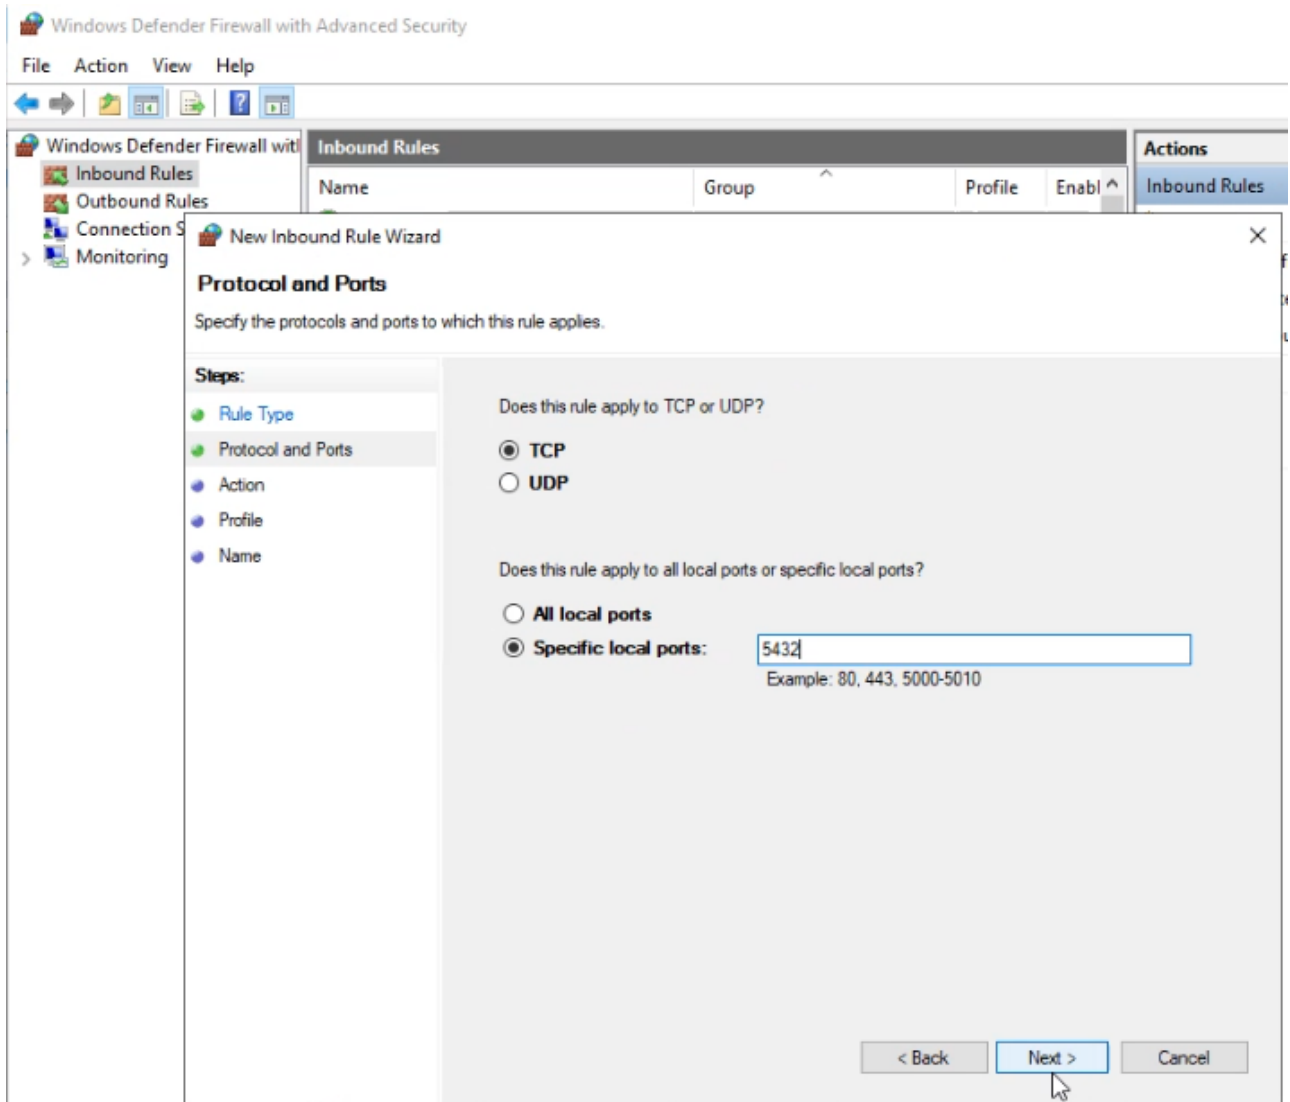 Windows Defender Firewall with Advanced Security
File Action View Help
Windows Defender Firewall with
Inbound Rules
Outbound Rules
Connection S
Monitoring
Inbound Rules
Name Group Profile Enabl
Actions
Inbound Rules
New Inbound Rule Wizard
Protocol and Ports
Specify the protocols and ports to which this rule applies.
Steps:
Rule Type
Protocol and Ports
Action
Profile
Name
Does this rule apply to TCP or UDP?
TCP
UDP
Does this rule apply to all local ports or specific local ports?
All local ports
Specific local ports: 5432
Example: 80, 443, 5000-5010
< Back Next > Cancel